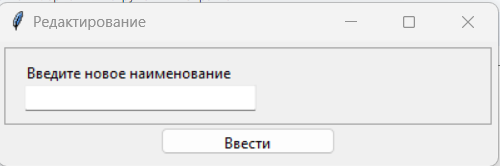 Редактирование
Введите новое наименование
Ввести